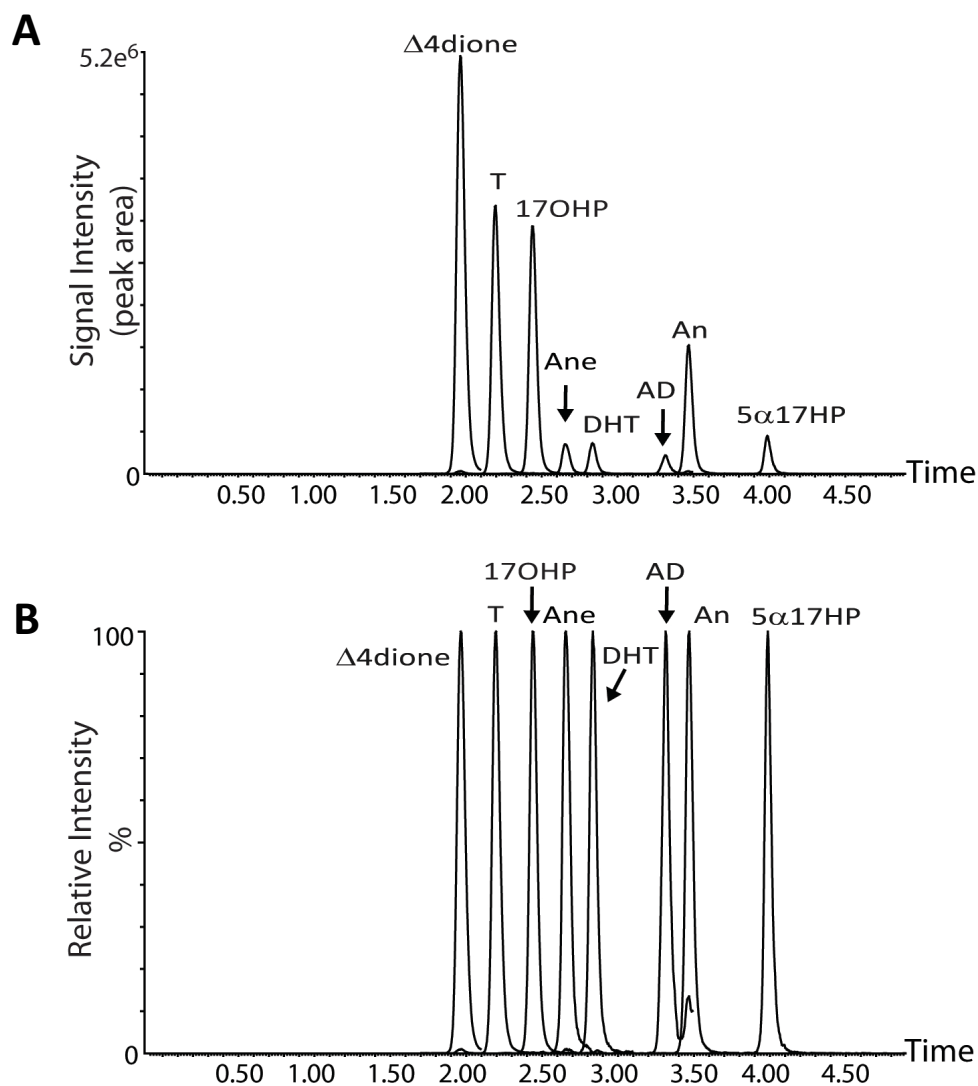 A
5.2e6
Δ4dione
Signal Intensity
(peak area)
T
17OHP
An
Ane
AD
DHT
5α17HP
0
Time
0.50 1.00 1.50 2.00 2.50 3.00 3.50 4.00 4.50
17OHP
AD
B
T
Ane
An
5α17HP
100
Δ4dione
DHT
Relative Intensity
%
0
Time
0.50 1.00 1.50 2.00 2.50 3.00 3.50 4.00 4.50